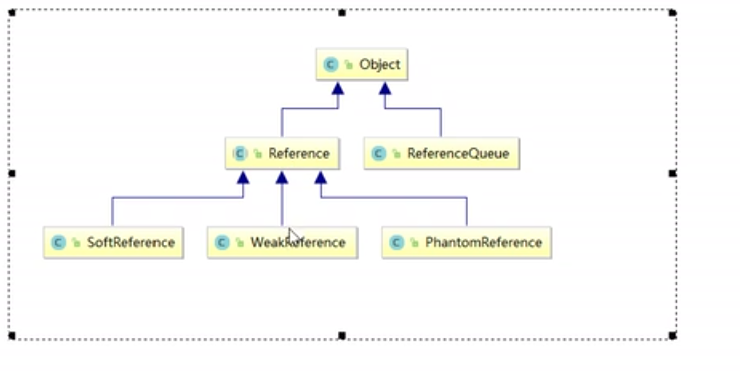 C Object
C Reference
C ReferenceQueue
C SoftReference
C WeakReference
C PhantomReference